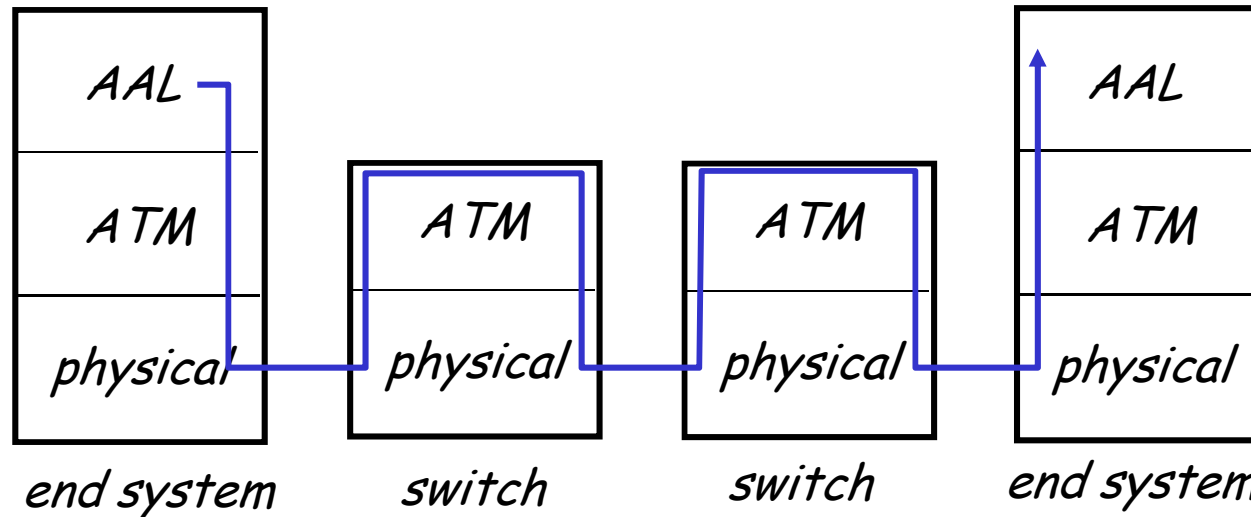 AAL
ATM
physical
end system
ATM
physical
switch
ATM
physical
switch
AAL
ATM
physical
end system